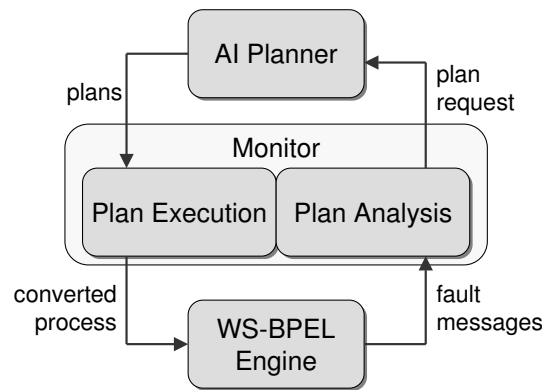 AI Planner
plans
plan
request
Monitor
Plan Execution
Plan Analysis
converted
process
WS-BPEL
Engine
fault
messages